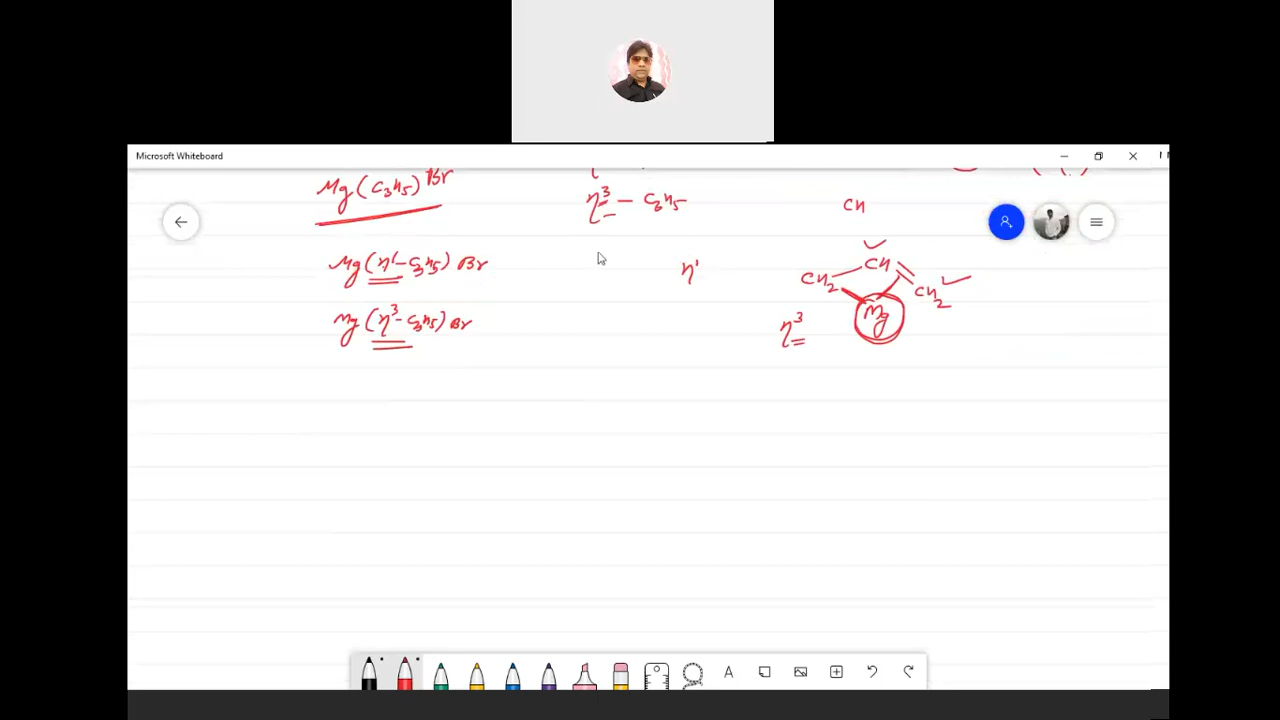 Microsoft Whiteboard
Mg(C3H5)Br
η3 - C3H5
CH
Mg(η1-C3H5) Br
η1
CH2 CH CH2
Mg
Mg(η3-C3H5)Br
η3
A